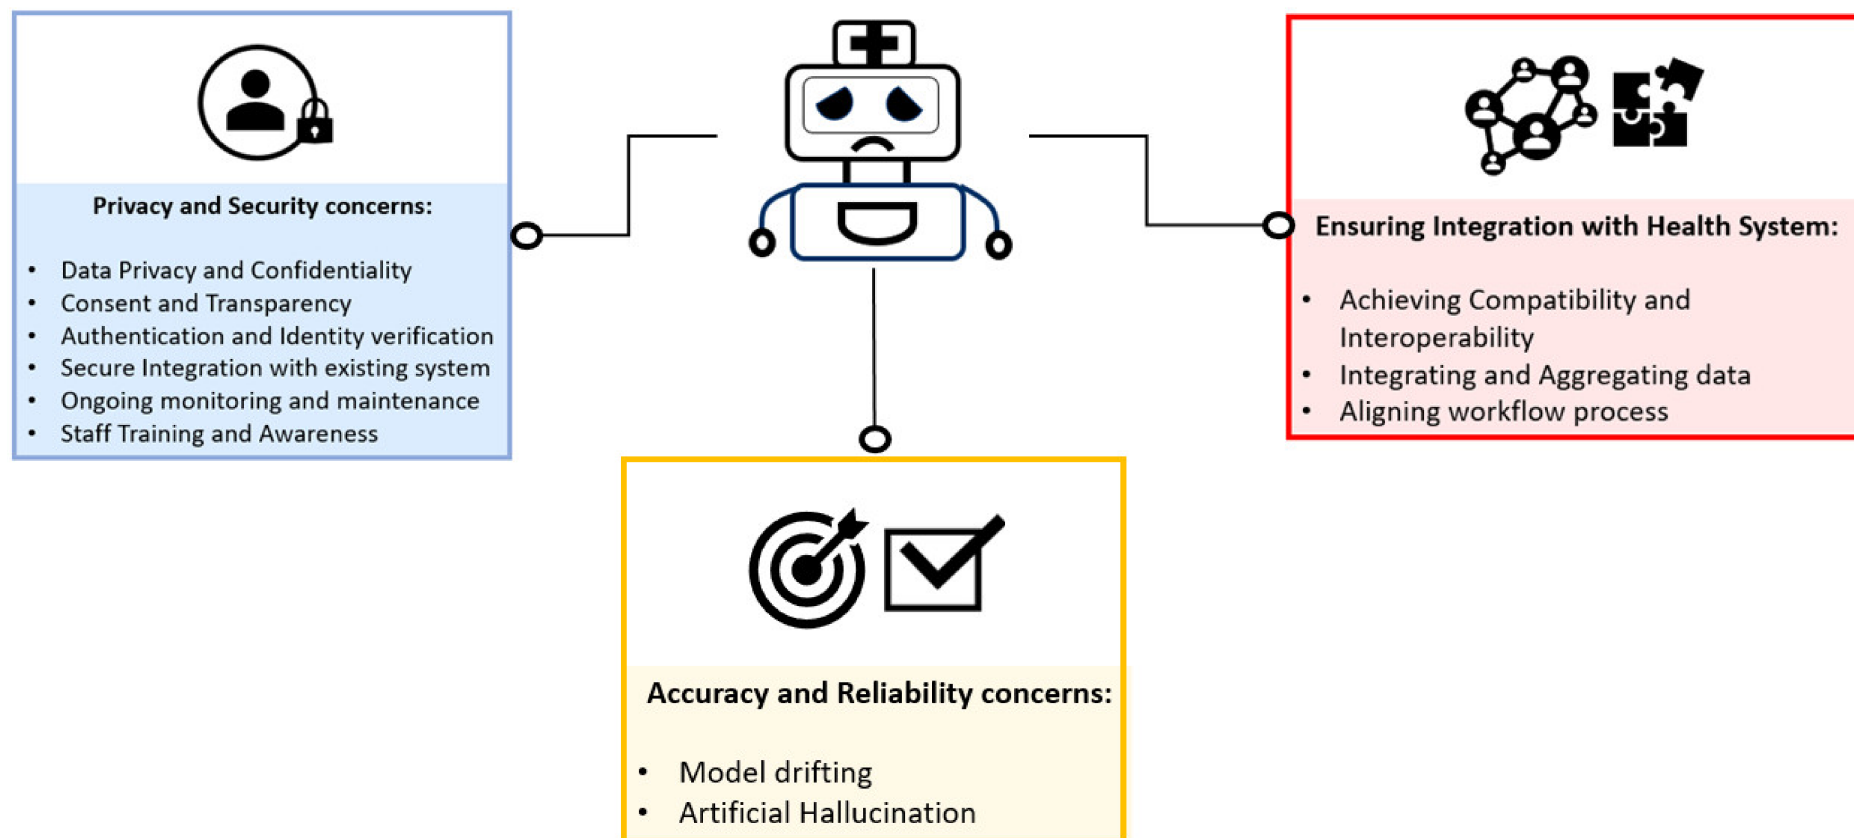 Privacy and Security concerns:
• Data Privacy and Confidentiality
• Consent and Transparency
• Authentication and Identity verification
• Secure Integration with existing system
• Ongoing monitoring and maintenance
• Staff Training and Awareness
Ensuring Integration with Health System:
• Achieving Compatibility and
Interoperability
• Integrating and Aggregating data
• Aligning workflow process
Accuracy and Reliability concerns:
• Model drifting
• Artificial Hallucination